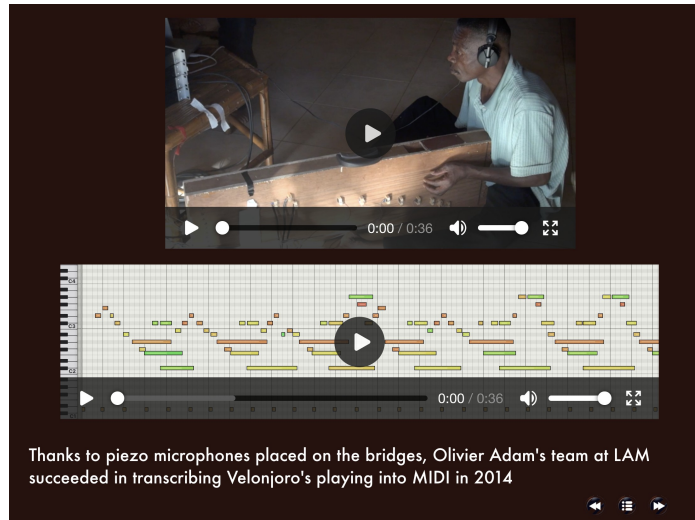 0:00 / 0:36
C4
C3
C2
0:00 / 0:36
Thanks to piezo microphones placed on the bridges, Olivier Adam's team at LAM
succeeded in transcribing Velonjoro's playing into MIDI in 2014